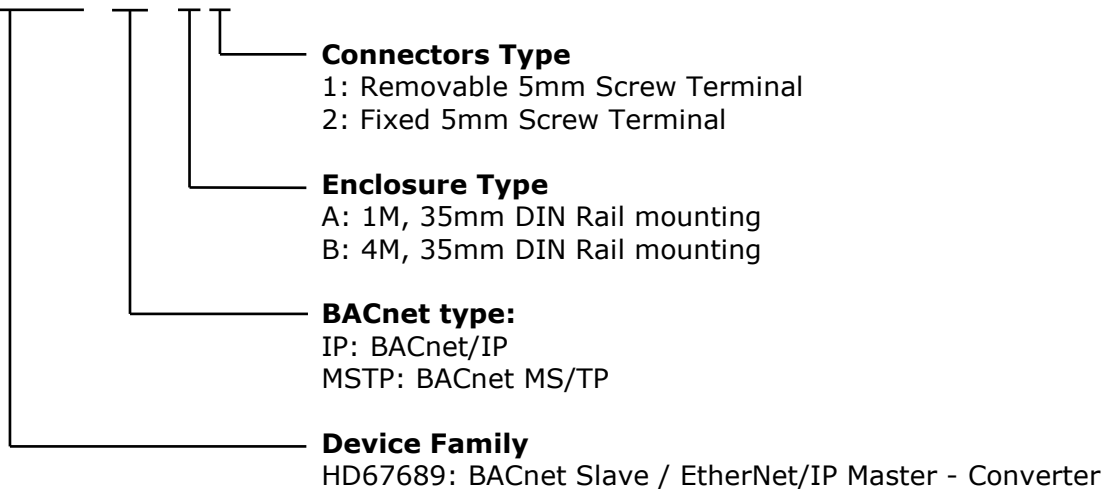 Connectors Type
1: Removable 5mm Screw Terminal
2: Fixed 5mm Screw Terminal
Enclosure Type
A: 1M, 35mm DIN Rail mounting
B: 4M, 35mm DIN Rail mounting
BACnet type:
IP: BACnet/IP
MSTP: BACnet MS/TP
Device Family
HD67689: BACnet Slave / EtherNet/IP Master - Converter